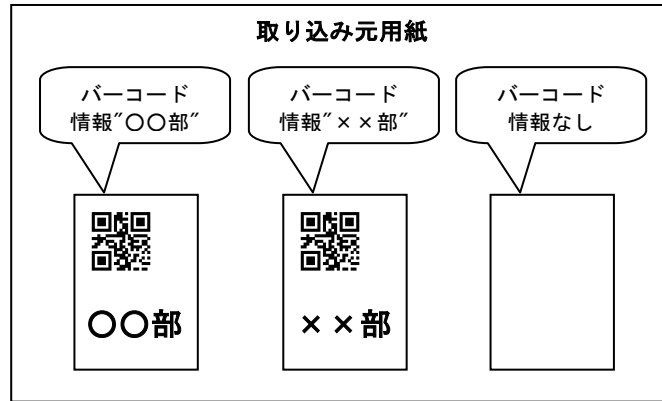 取り込み元用紙
バーコード
情報″〇〇部″
バーコード
情報″××部″
バーコード
情報なし
〇〇部
××部